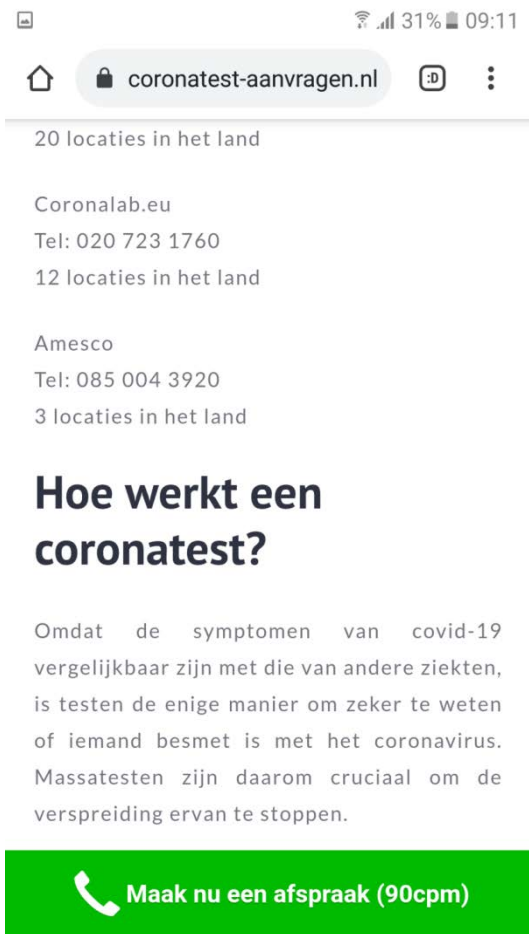 31% 09:11
coronatest-aanvragen.nl :D
20 locaties in het land
Coronalab.eu
Tel: 020 723 1760
12 locaties in het land
Amesco
Tel: 085 004 3920
3 locaties in het land
Hoe werkt een
coronatest?
Omdat de symptomen van covid-19
vergelijkbaar zijn met die van andere ziekten,
is testen de enige manier om zeker te weten
of iemand besmet is met het coronavirus.
Massatesten zijn daarom cruciaal om de
verspreiding ervan te stoppen.
Maak nu een afspraak (90cpm)